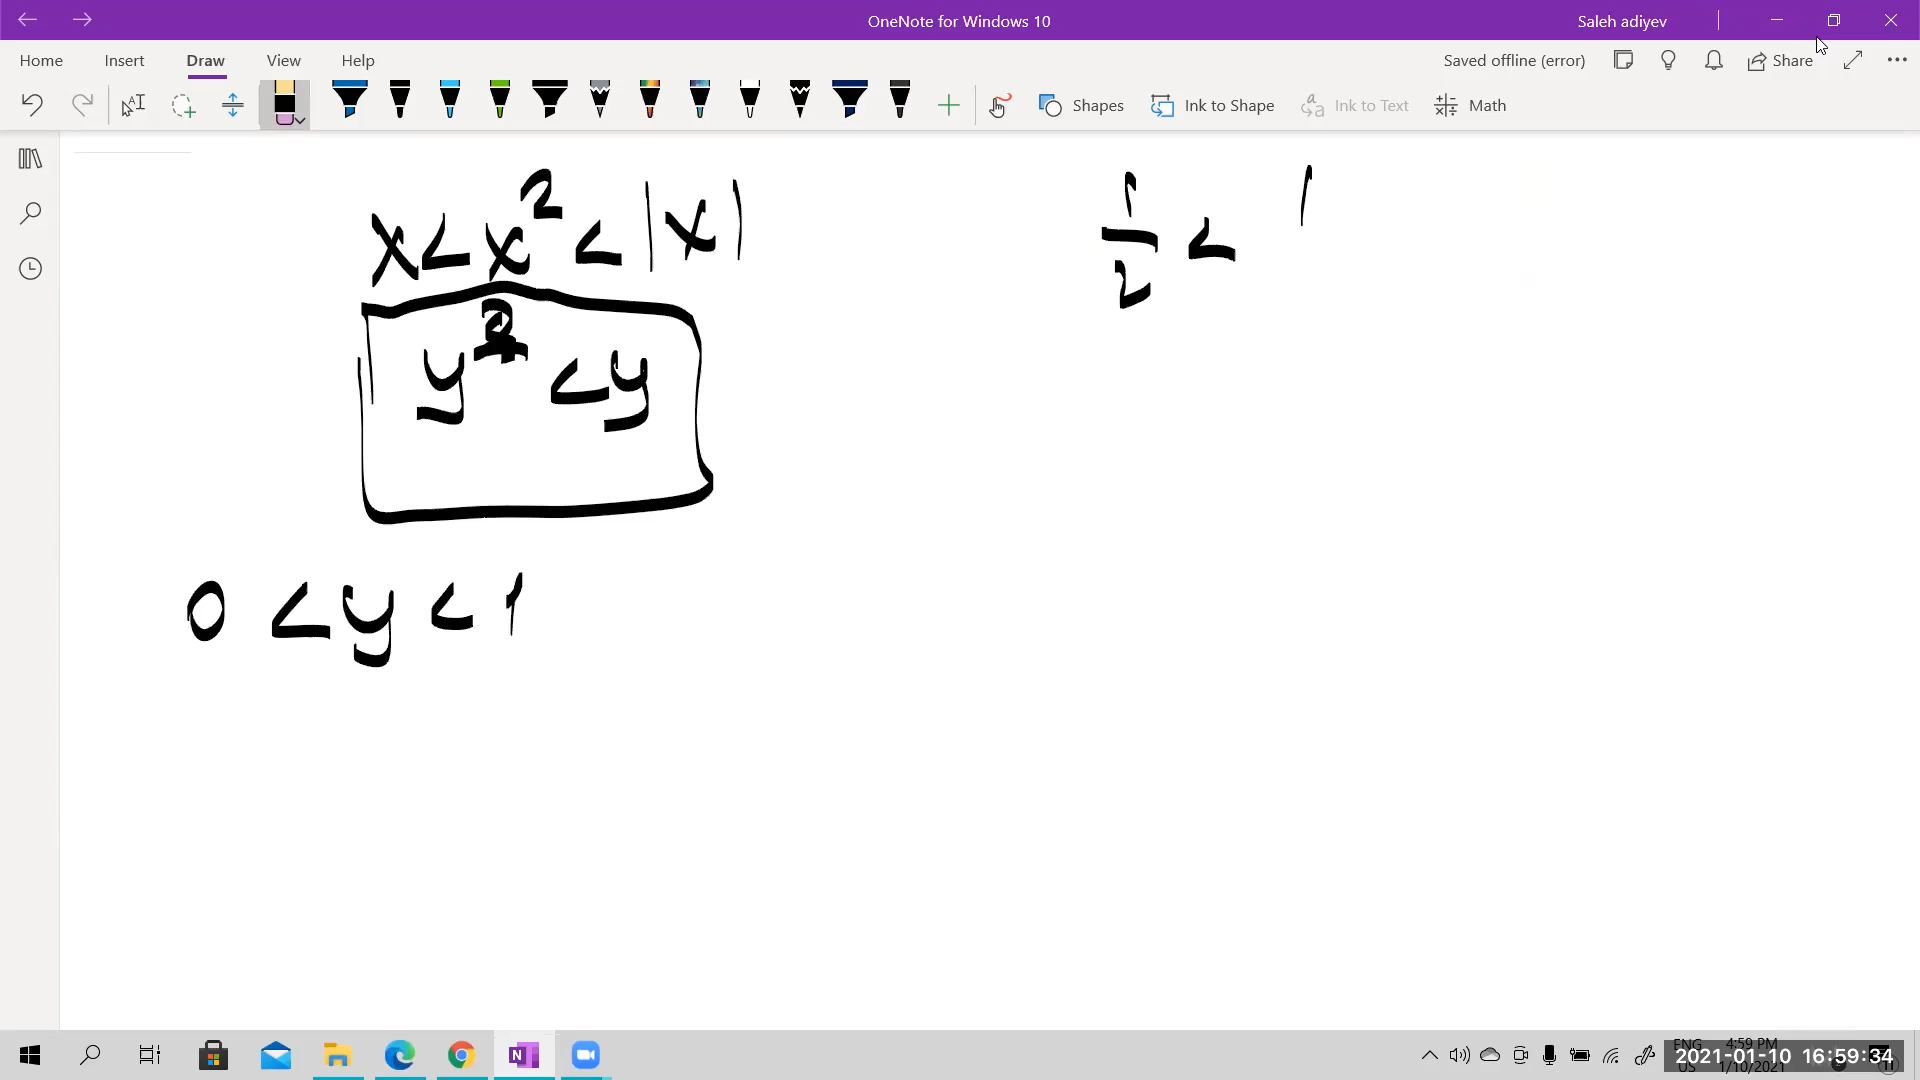 OneNote for Windows 10
Saleh adiyev
Home Insert Draw View Help
Saved offline (error)
Share
Shapes
Ink to Shape
Ink to Text
Math
x<x²<|x|
y² <y
0 <y <1
1/2 < 1
ENG
US
4:59 PM
1/10/2021
2021-01-10 16:59:34